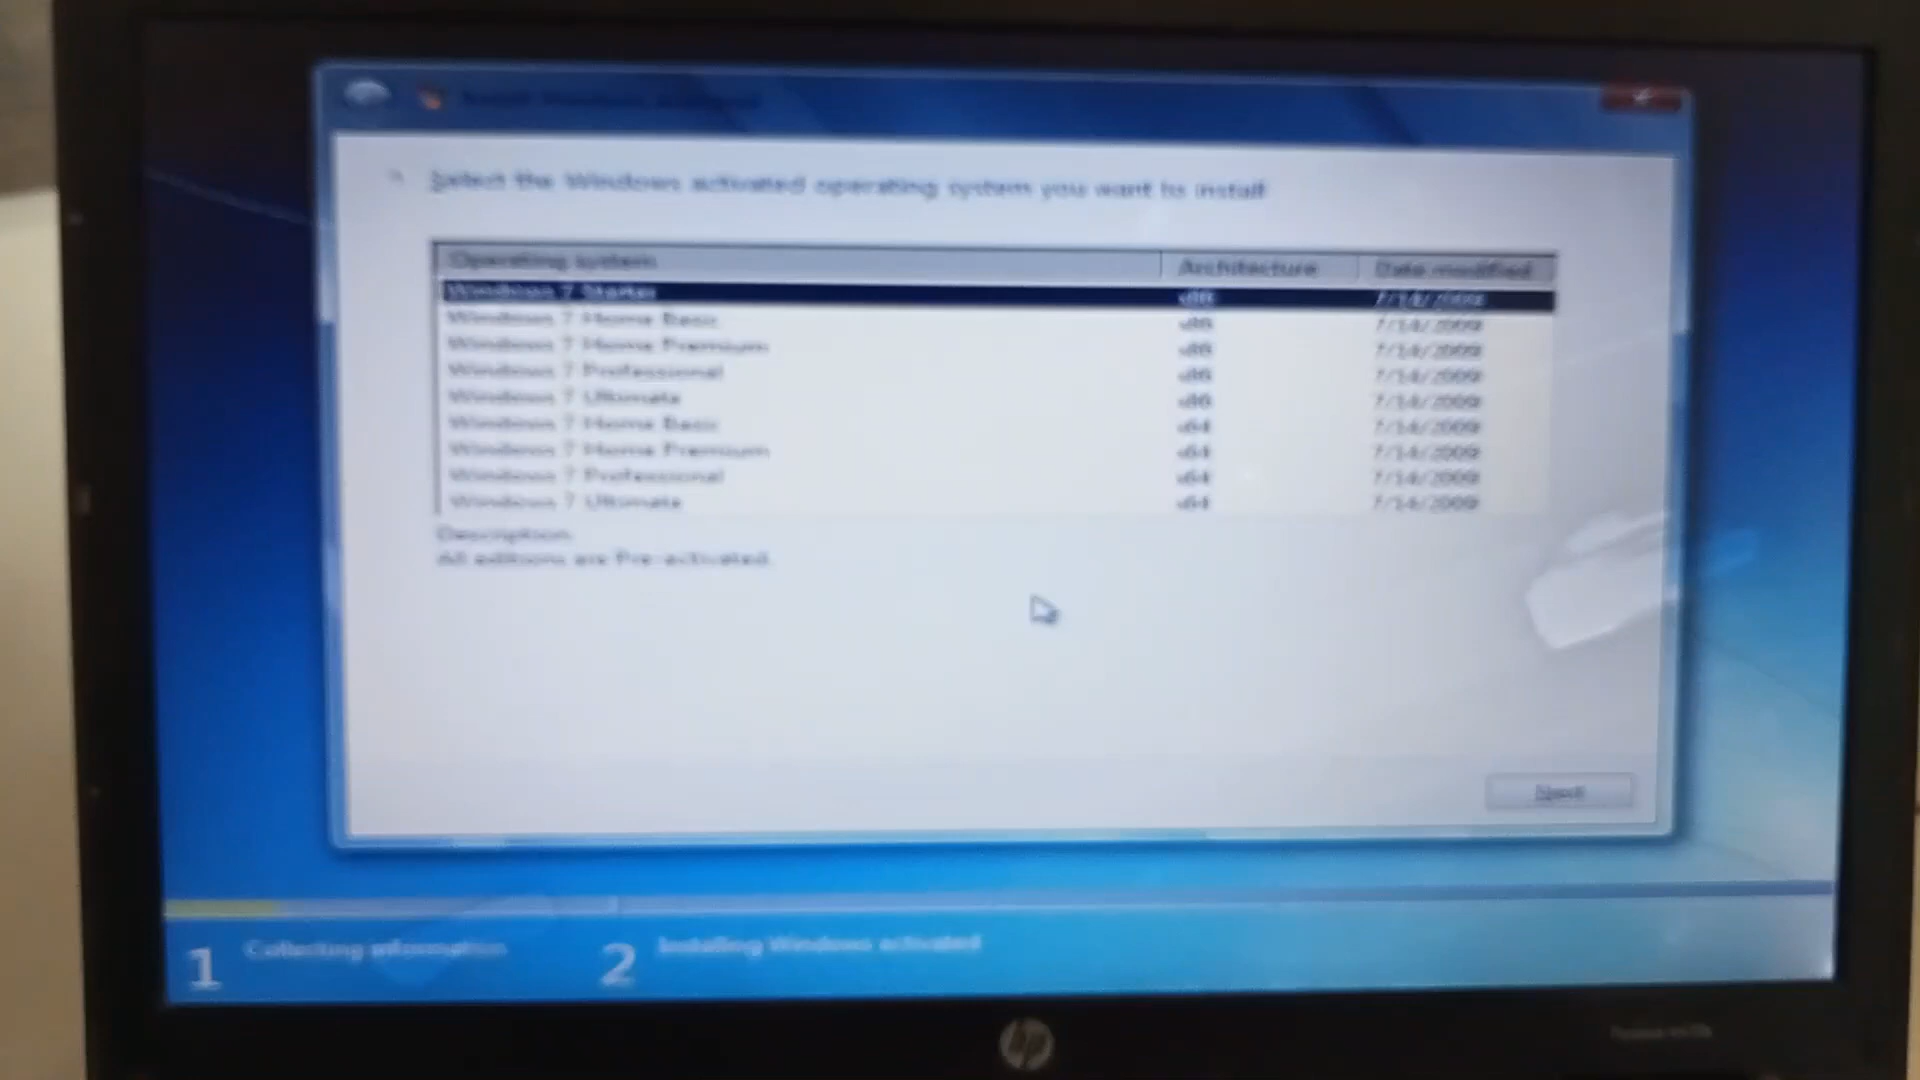 Install Windows activated
Select the Windows activated operating system you want to install
Operating system Architecture Date modified
Windows 7 Starter x86 7/14/2009
Windows 7 Home Basic x86 7/14/2009
Windows 7 Home Premium x86 7/14/2009
Windows 7 Professional x86 7/14/2009
Windows 7 Ultimate x86 7/14/2009
Windows 7 Home Basic x64 7/14/2009
Windows 7 Home Premium x64 7/14/2009
Windows 7 Professional x64 7/14/2009
Windows 7 Ultimate x64 7/14/2009
Description:
All editions are Pre-activated.
Next
1 Collecting information 2 Installing Windows activated
hp